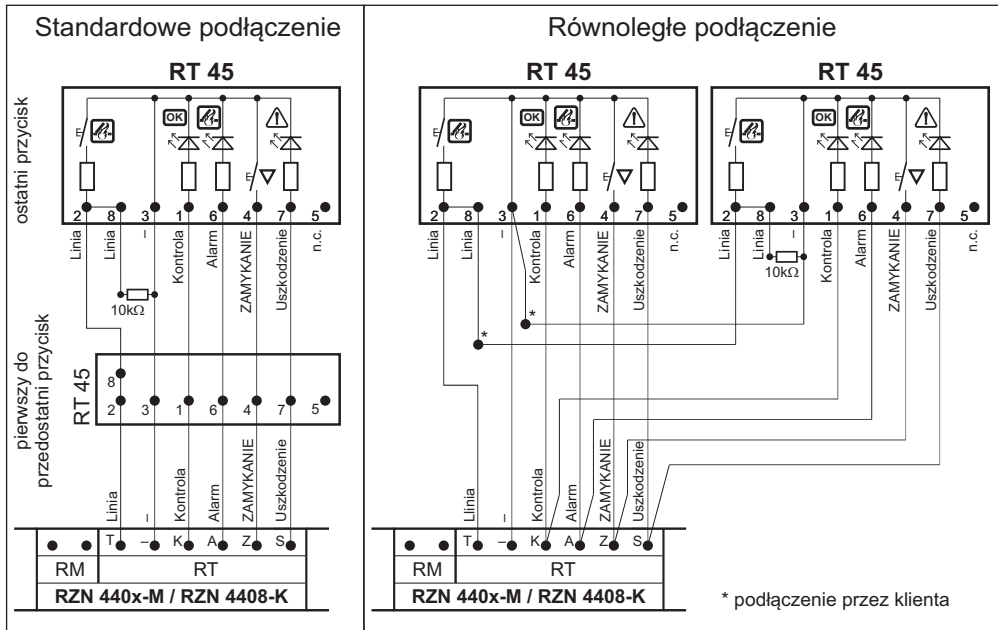 Standardowe podłączenie
RT 45
ostatni przycisk
OK
2 8 3 1 6 4 7 5
Linia Linia – Kontrola Alarm ZAMYKANIE Uszkodzenie n.c.
10kΩ
pierwszy do
przedostatni przycisk
RT 45
8
2 3 1 6 4 7 5
Linia – Kontrola Alarm ZAMYKANIE Uszkodzenie
T – K A Z S
RM RT
RZN 440x-M / RZN 4408-K
Równoległe podłączenie
RT 45 RT 45
OK OK
2 8 3 1 6 4 7 5 2 8 3 1 6 4 7 5
Linia Linia – Kontrola Alarm ZAMYKANIE Uszkodzenie n.c. Linia Linia – Kontrola Alarm ZAMYKANIE Uszkodzenie n.c.
10kΩ
*
*
Llinia – Kontrola Alarm ZAMYKANIE Uszkodzenie
T – K A Z S
RM RT
RZN 440x-M / RZN 4408-K
* podłączenie przez klienta